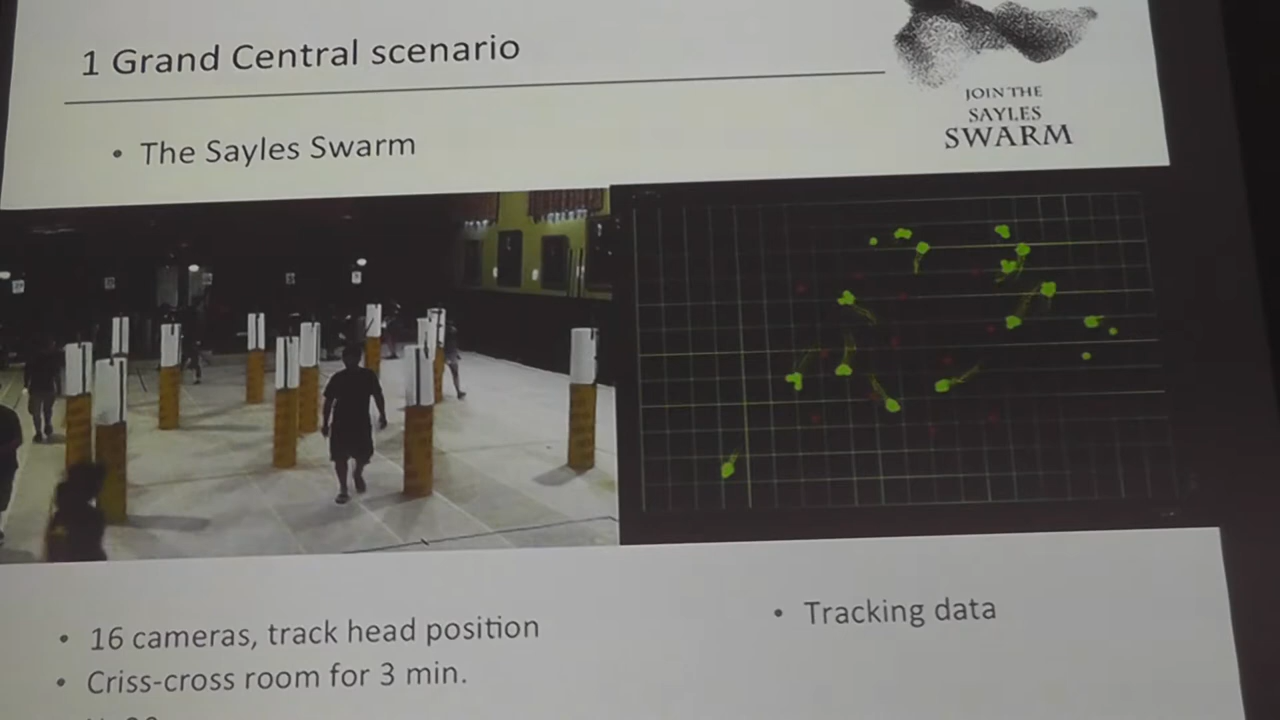 1 Grand Central scenario
JOIN THE
SAYLES
SWARM
• The Sayles Swarm
• 16 cameras, track head position
• Criss-cross room for 3 min.
• Tracking data